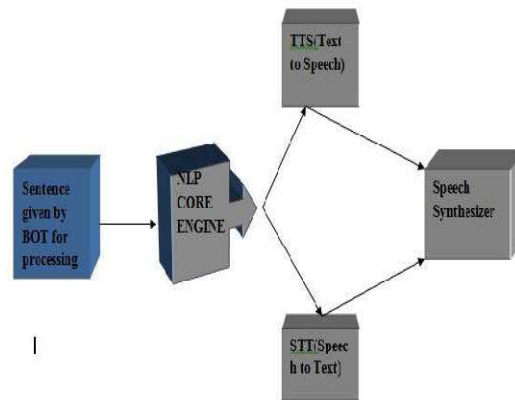 TTS(Text
to Speech)
Sentence
given by
BOT for
processing
NLP
CORE
ENGINE
Speech
Synthesizer
STT(Speec
h to Text)